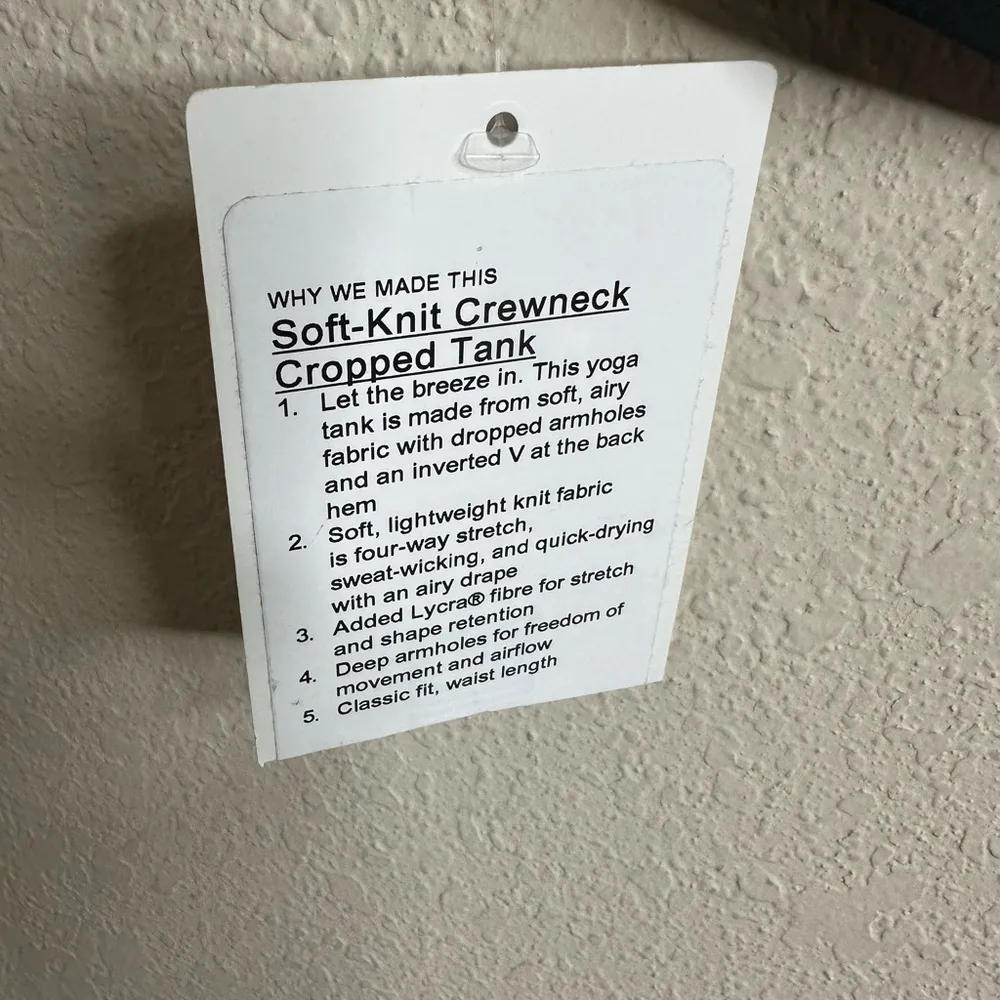 WHY WE MADE THIS
Soft-Knit Crewneck
Cropped Tank
1. Let the breeze in. This yoga
tank is made from soft, airy
fabric with dropped armholes
and an inverted V at the back
hem
2. Soft, lightweight knit fabric
is four-way stretch,
sweat-wicking, and quick-drying
with an airy drape
3. Added Lycra® fibre for stretch
and shape retention
4. Deep armholes for freedom of
movement and airflow
5. Classic fit, waist length